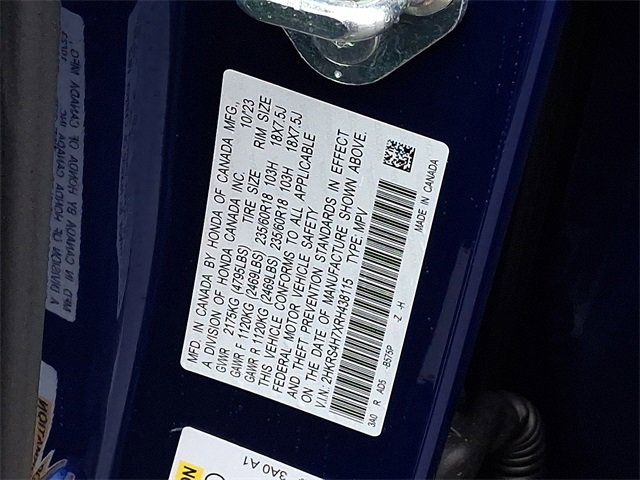 MFD. IN CANADA BY HONDA OF CANADA MFG.,
A DIVISION OF HONDA CANADA INC. 10/23
TIRE SIZE RIM SIZE
GVWR 2175KG (4795LBS)
GAWR F 1120KG (2469LBS) 235/60R18 103H 18X7.5J
GAWR R 1120KG (2469LBS) 235/60R18 103H 18X7.5J
THIS VEHICLE CONFORMS TO ALL APPLICABLE
FEDERAL MOTOR VEHICLE SAFETY
AND THEFT PREVENTION STANDARDS IN EFFECT
ON THE DATE OF MANUFACTURE SHOWN ABOVE.
V.I.N: 2HKRS4H7XRH438115 TYPE: MPV
3A0 R AD5 B575P Z H
MADE IN CANADA
3A0 A1